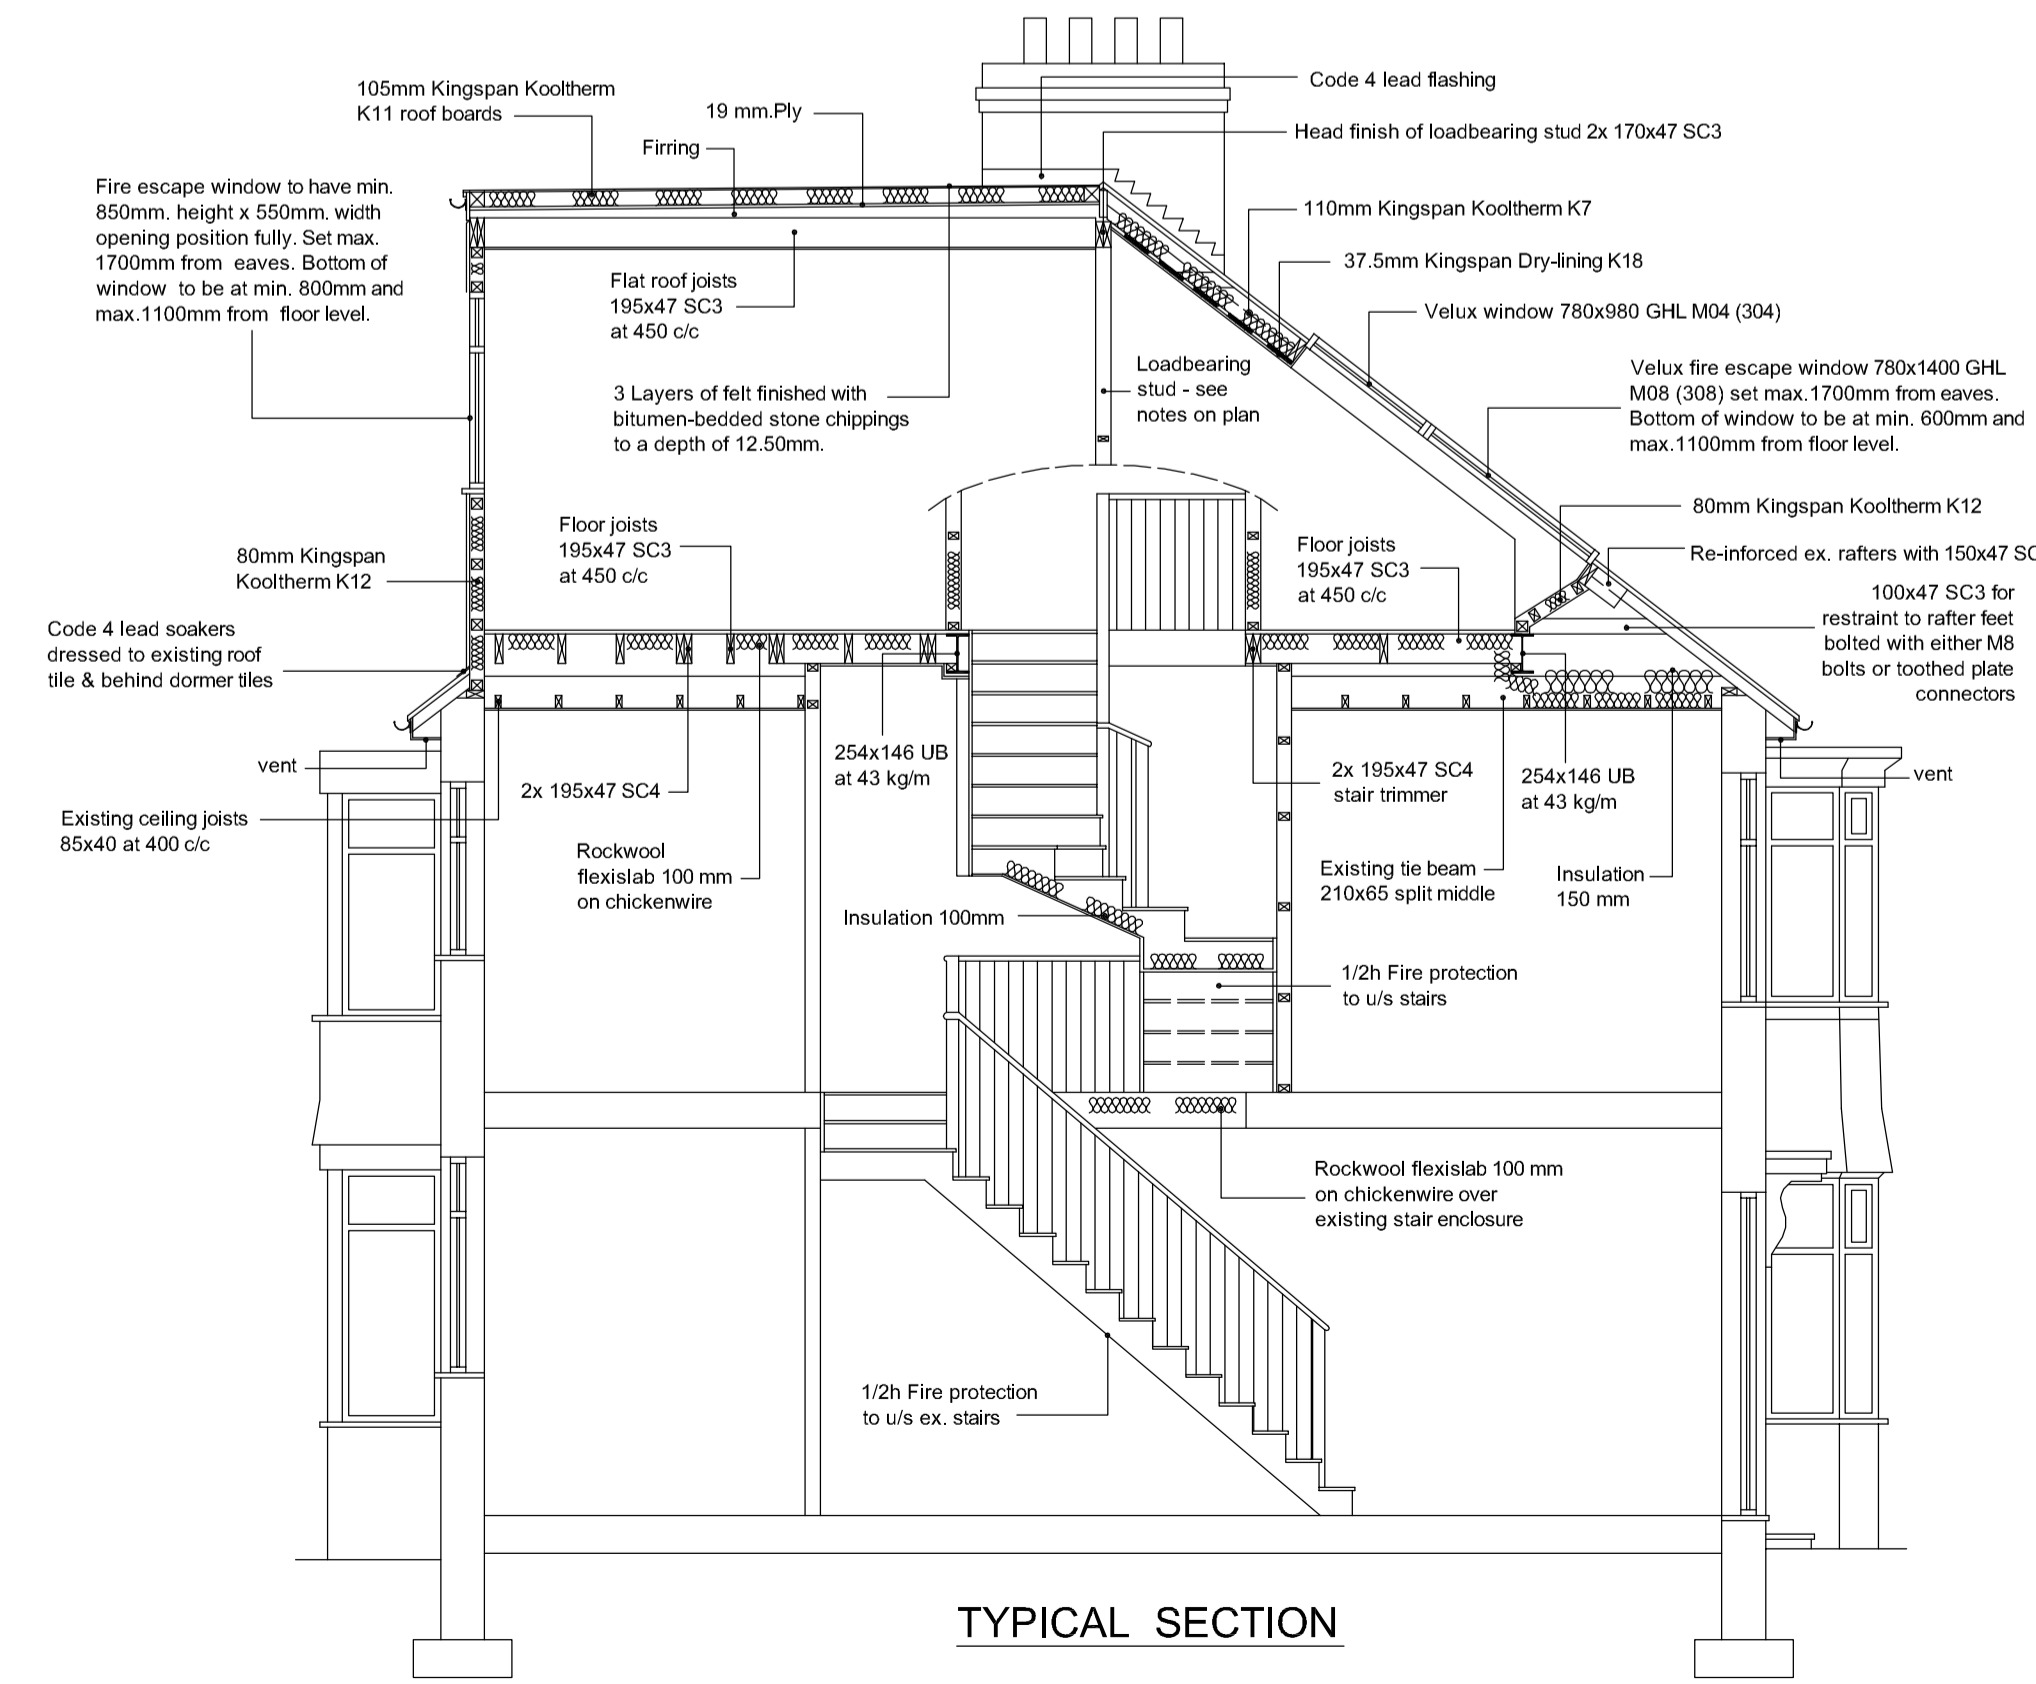 Code 4 lead flashing
105mm Kingspan Kooltherm
K11 roof boards
19 mm.Ply
Head finish of loadbearing stud 2x 170x47 SC3
Firring
Fire escape window to have min.
850mm. height x 550mm. width
opening position fully. Set max.
1700mm from eaves. Bottom of
window to be at min. 800mm and
max.1100mm from floor level.
110mm Kingspan Kooltherm K7
37.5mm Kingspan Dry-lining K18
Flat roof joists
195x47 SC3
at 450 c/c
Velux window 780x980 GHL M04 (304)
Loadbearing
stud - see
notes on plan
Velux fire escape window 780x1400 GHL
M08 (308) set max.1700mm from eaves.
Bottom of window to be at min. 600mm and
max.1100mm from floor level.
3 Layers of felt finished with
bitumen-bedded stone chippings
to a depth of 12.50mm.
80mm Kingspan Kooltherm K12
Floor joists
195x47 SC3
at 450 c/c
Floor joists
195x47 SC3
at 450 c/c
80mm Kingspan
Kooltherm K12
Re-inforced ex. rafters with 150x47 SC
100x47 SC3 for
restraint to rafter feet
bolted with either M8
bolts or toothed plate
connectors
Code 4 lead soakers
dressed to existing roof
tile & behind dormer tiles
254x146 UB
at 43 kg/m
vent
2x 195x47 SC4
2x 195x47 SC4
stair trimmer
254x146 UB
at 43 kg/m
vent
Existing ceiling joists
85x40 at 400 c/c
Rockwool
flexislab 100 mm
on chickenwire
Existing tie beam
210x65 split middle
Insulation
150 mm
Insulation 100mm
1/2h Fire protection
to u/s stairs
Rockwool flexislab 100 mm
on chickenwire over
existing stair enclosure
1/2h Fire protection
to u/s ex. stairs
TYPICAL SECTION